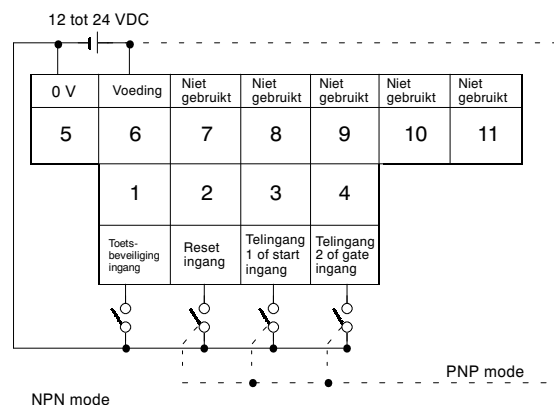 12 tot 24 VDC
0 V
Voeding
Niet
gebruikt
Niet
gebruikt
Niet
gebruikt
Niet
gebruikt
Niet
gebruikt
5
6
7
8
9
10
11
1
2
3
4
Toets-
beveiliging
ingang
Reset
ingang
Telingang
1 of start
ingang
Telingang
2 of gate
ingang
PNP mode
NPN mode